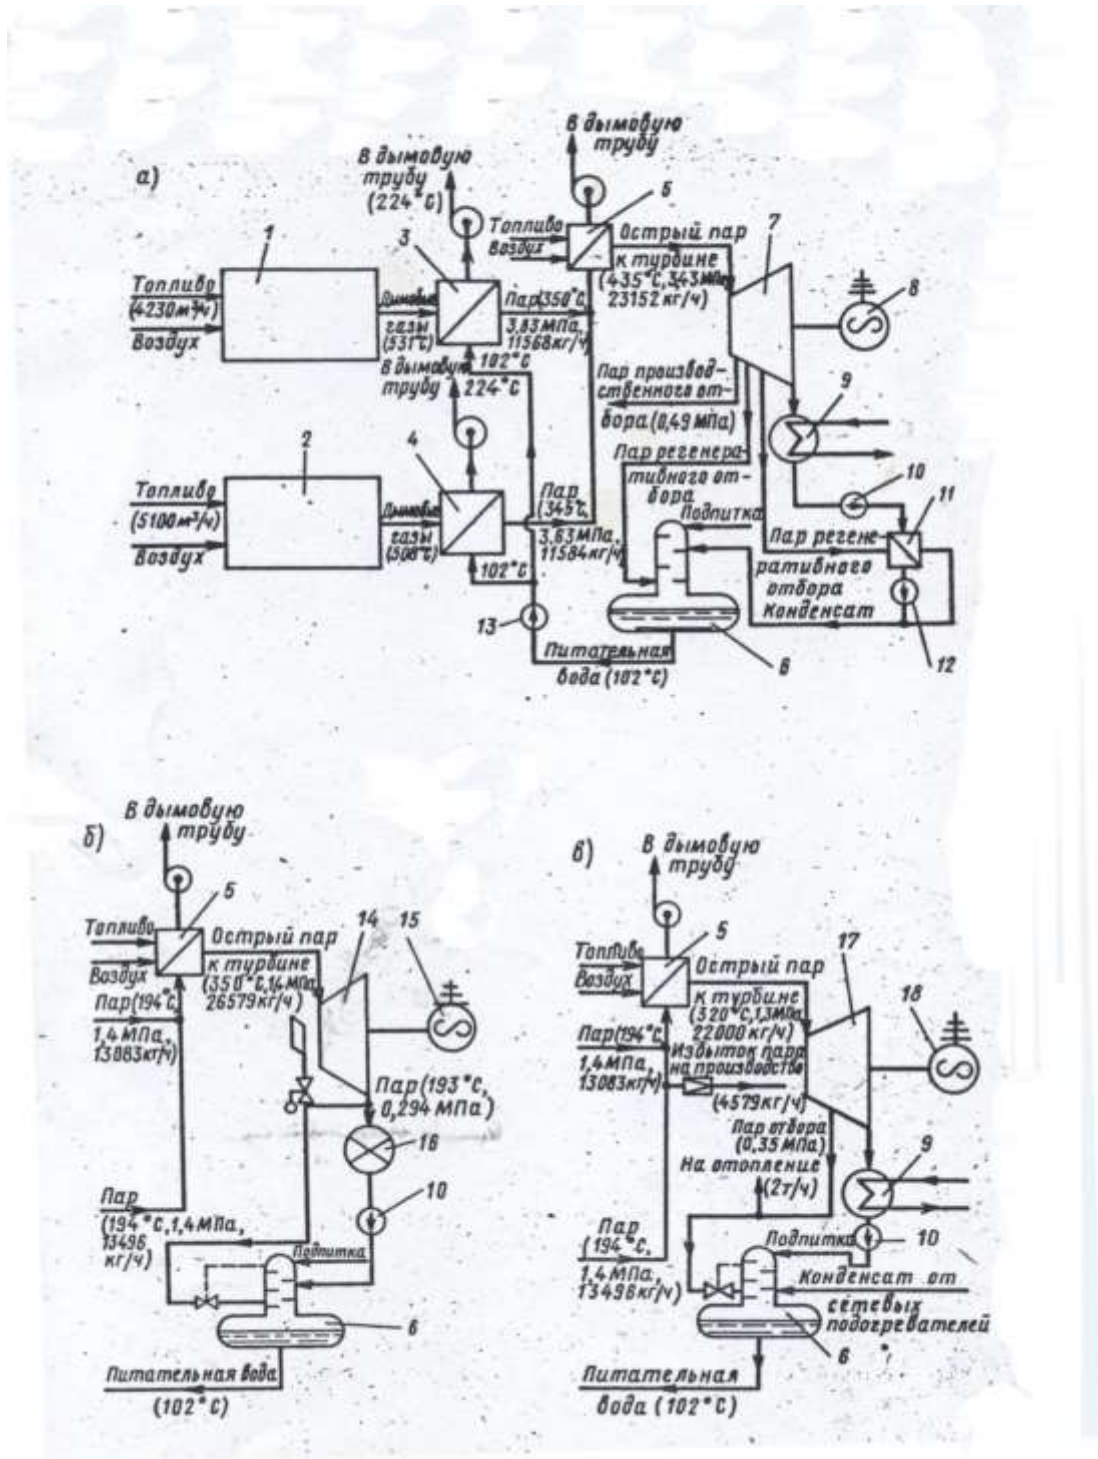 а)
В дымовую
трубу
В дымовую
трубу
(224°С)
5
Топливо
Воздух
Острый пар
к турбине
(435°С, 3,43 МПа,
23152 кг/ч)
7
8
1
Топливо
(4230 м³/ч)
Воздух
Дымовые
газы
(531°С)
3
Пар (350°С,
3,63 МПа,
11568 кг/ч)
102°С
В дымовую
трубу 224°С
Пар производ-
ственного от-
бора (0,49 МПа)
9
Пар регенера
тивного от-
бора
2
Топливо
(5100 м³/ч)
Воздух
Дымовые
газы
(508°С)
4
Пар
(345°С,
3,63 МПа,
11584 кг/ч)
102°С
Подпитка
10
11
Пар регене
ративного
отбора
Конденсат
13
12
6
Питательная
вода (102°С)
б)
В дымовую
трубу
5
Топливо
Воздух
Острый пар
к турбине
(350°С, 1,4 МПа,
26579 кг/ч)
14
15
Пар (194°С,
1,4 МПа,
13083 кг/ч)
Пар (193°С,
0,294 МПа)
16
10
Пар
(194°С, 1,4 МПа,
13496
кг/ч)
Подпитка
6
Питательная вода
(102°С)
в)
В дымовую
трубу
5
Топливо
Воздух
Острый пар
к турбине
(320°С, 1,3 МПа,
22000 кг/ч)
17
18
Пар (194°С,
1,4 МПа,
13083 кг/ч)
Избыток пара
на производство
(4579 кг/ч)
Пар отбора
(0,35 МПа)
На отопление
(2т/ч)
9
10
Пар
(194°С,
1,4 МПа,
13496 кг/ч)
Подпитка
Конденсат от
сетевых
подогревателей
6
Питательная
вода (102°С)